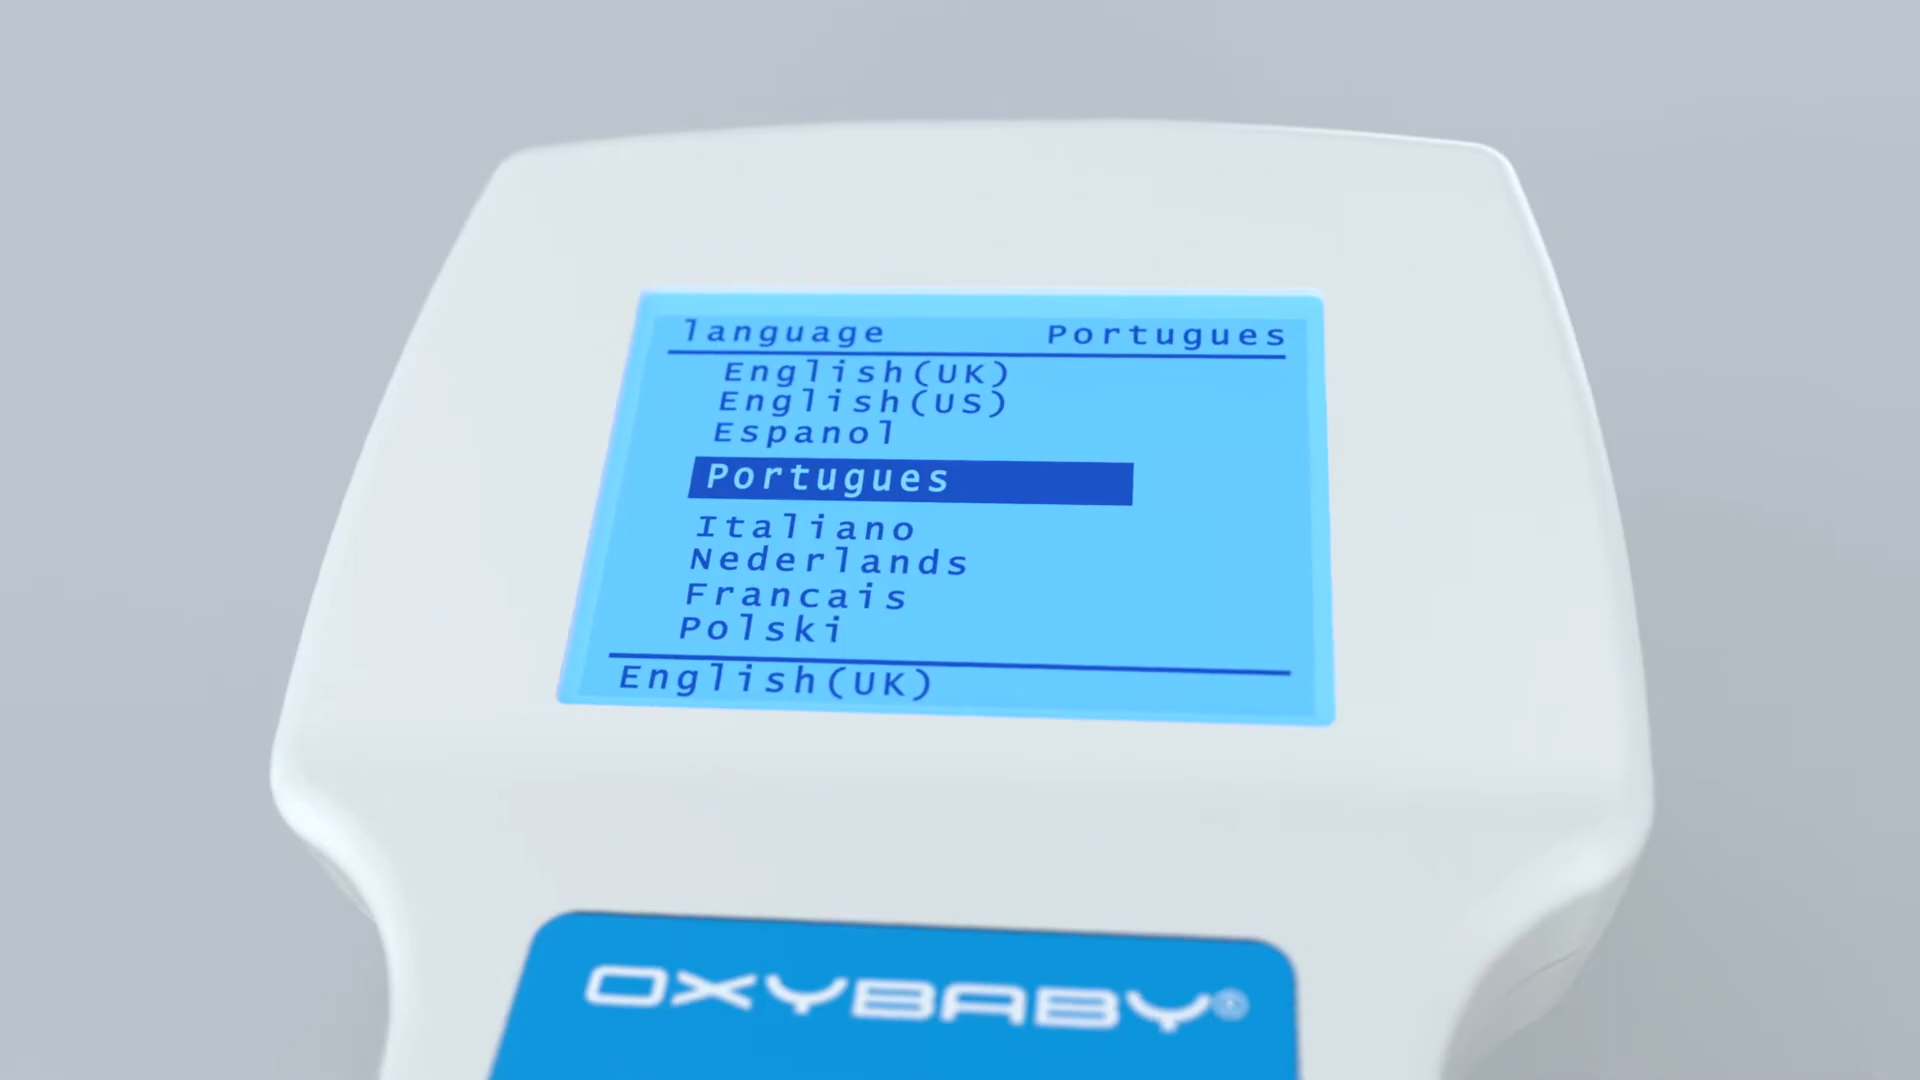 language Portugues
English(UK)
English(US)
Espanol
Portugues
Italiano
Nederlands
Francais
Polski
English(UK)
OXYBABY®